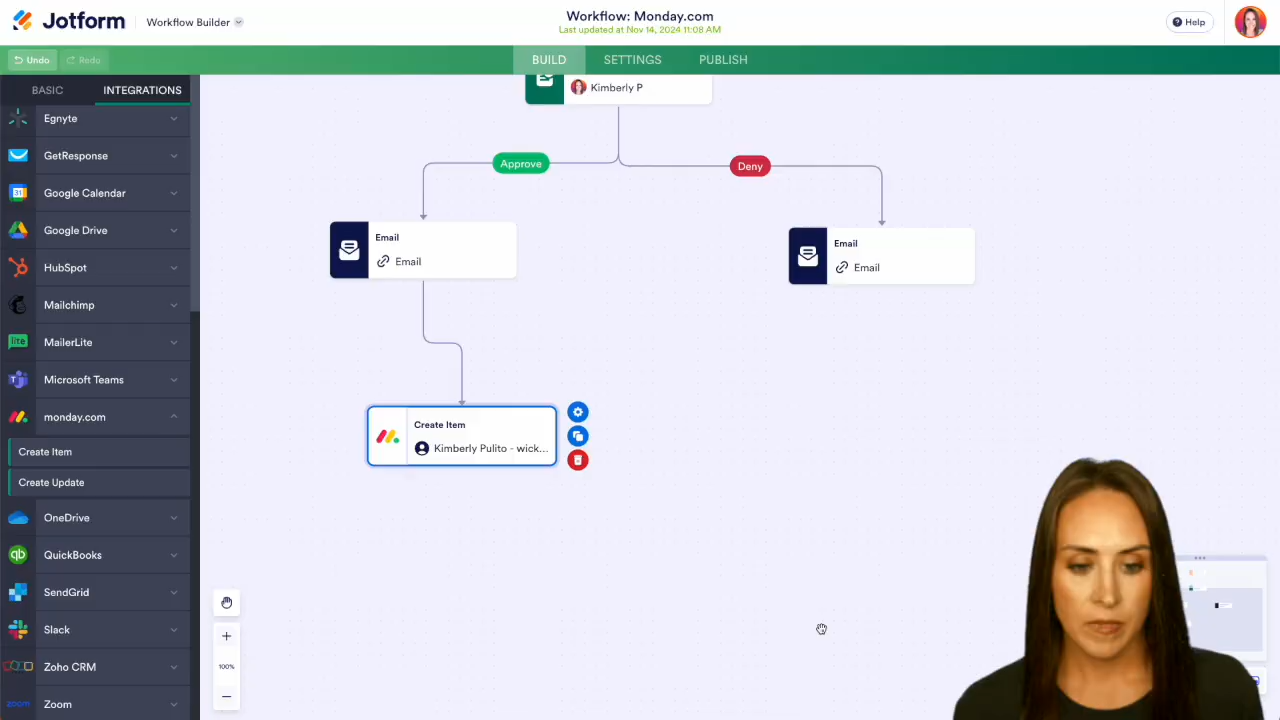 Jotform
Workflow Builder
Workflow: Monday.com
Last updated at Nov 14, 2024 11:08 AM
Help
Undo
Redo
BUILD
SETTINGS
PUBLISH
BASIC
INTEGRATIONS
Egnyte
GetResponse
Google Calendar
Google Drive
HubSpot
Mailchimp
lite
MailerLite
Microsoft Teams
monday.com
Create Item
Create Update
OneDrive
qb
QuickBooks
SendGrid
Slack
Zoho CRM
zoom
Zoom
Kimberly P
Approve
Deny
Email
Email
Email
Email
Create Item
Kimberly Pulito - wick...
100%